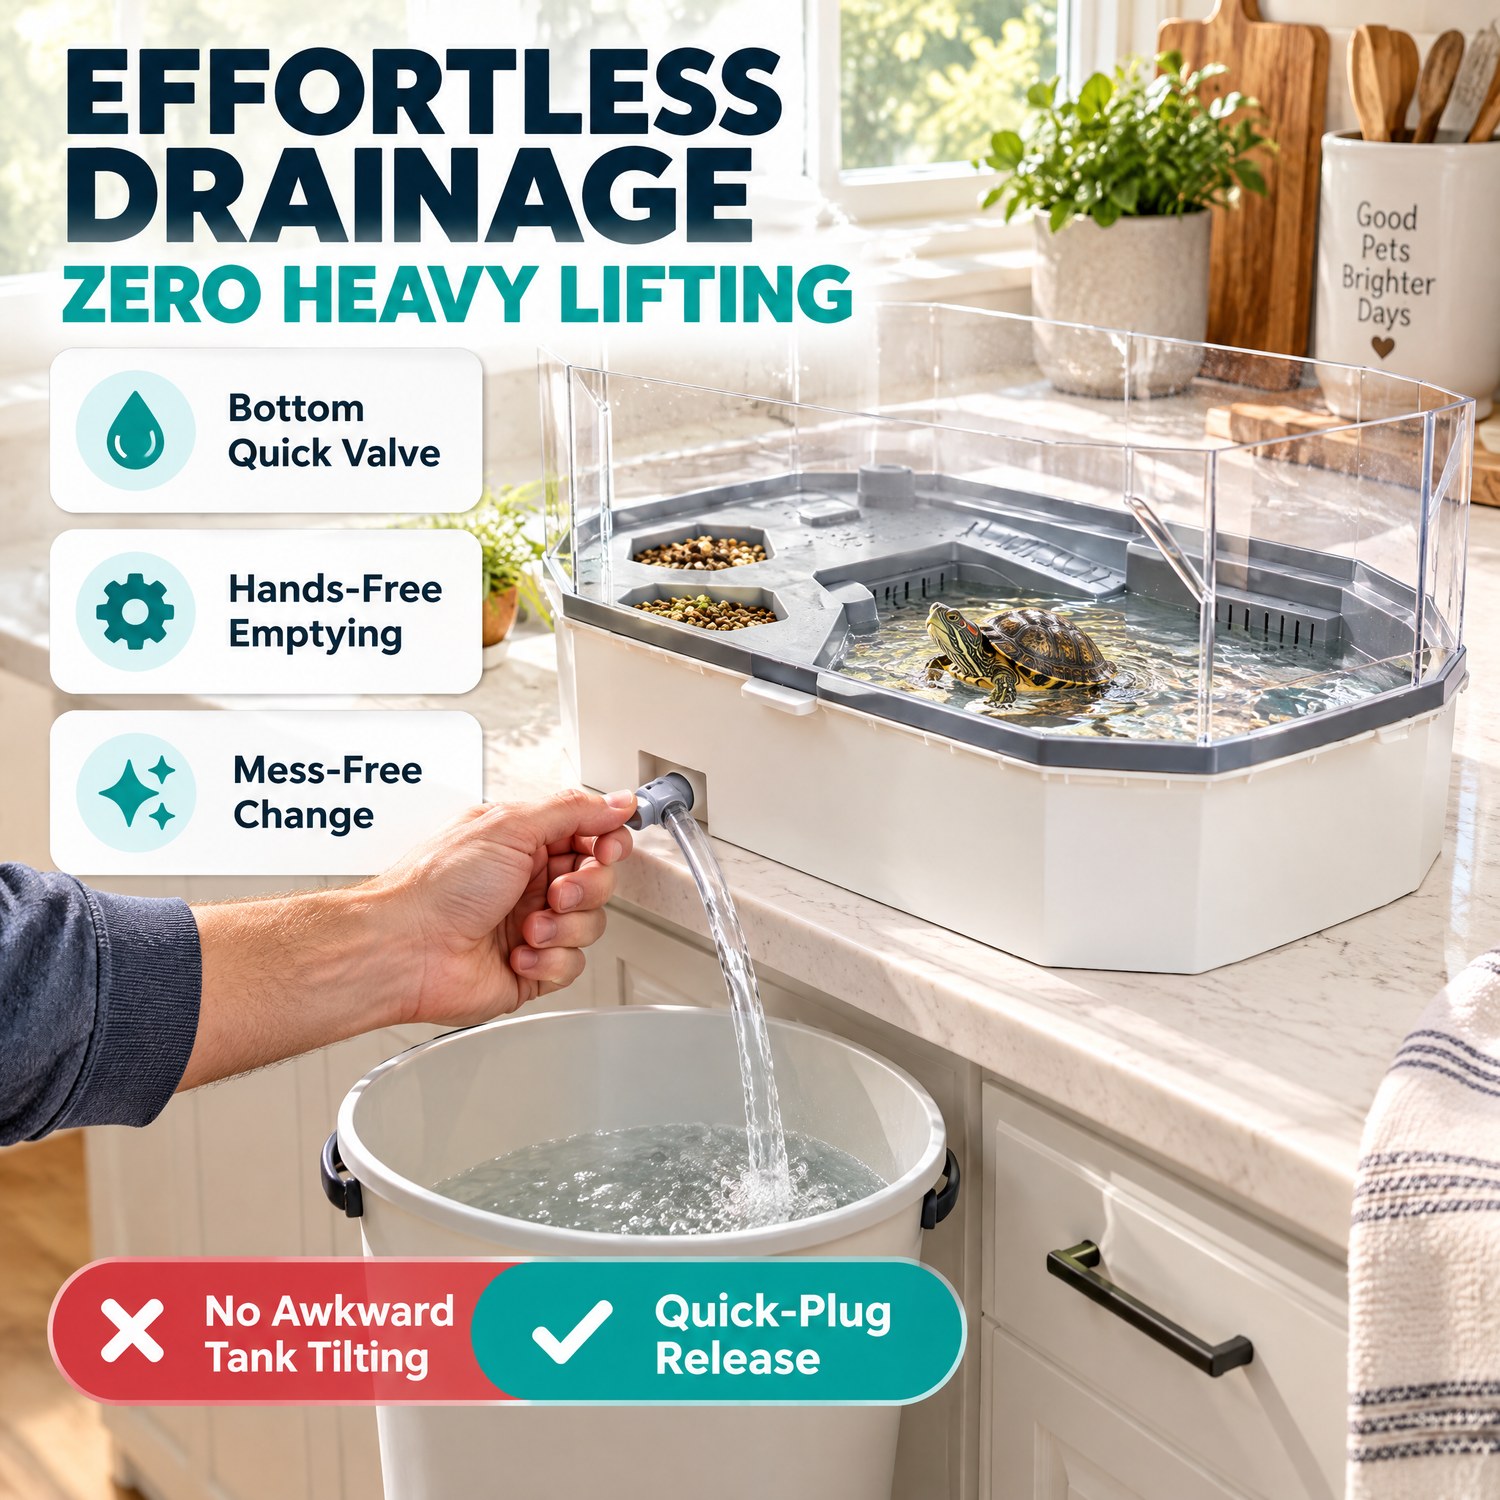 EFFORTLESS
DRAINAGE
ZERO HEAVY LIFTING
Bottom
Quick Valve
Hands-Free
Emptying
Mess-Free
Change
Good
Pets
Brighter
Days
No Awkward
Tank Tilting
Quick-Plug
Release